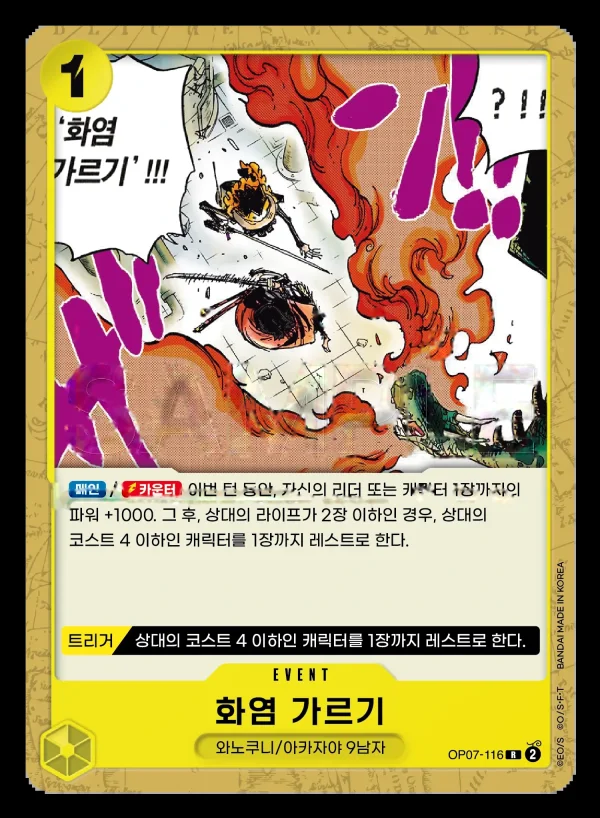 1
‘화염
가르기’!!!
?!!
메인 / 카운터 이번 턴 동안, 자신의 리더 또는 캐릭터 1장까지의
파워 +1000. 그 후, 상대의 라이프가 2장 이하인 경우, 상대의
코스트 4 이하인 캐릭터를 1장까지 레스트로 한다.
트리거 상대의 코스트 4 이하인 캐릭터를 1장까지 레스트로 한다.
EVENT
화염 가르기
와노쿠니/아카자야 9남자
OP07-116 R 2
©EO/S ©O/S·F·T BANDAI MADE IN KOREA